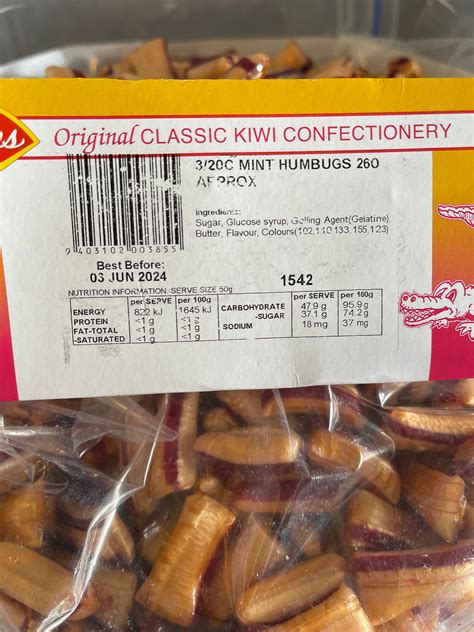 Original CLASSIC KIWI CONFECTIONERY
3/20C MINT HUMBUGS 260
APPROX
Ingredients:
Sugar, Glucose syrup, Gelling Agent(Gelatine)
Butter, Flavour, Colours(102,110,133,155,123)
9 403102 003855
Best Before:
03 JUN 2024
1542
NUTRITION INFORMATION: SERVE SIZE 50g
per SERVE per 100g
ENERGY 822 kJ 1645 kJ
PROTEIN <1 g <1 g
FAT-TOTAL <1 g <1 g
-SATURATED <1 g <1 g
per SERVE per 100g
CARBOHYDRATE 47.9 g 95.9 g
-SUGAR 37.1 g 74.2 g
SODIUM 18 mg 37 mg